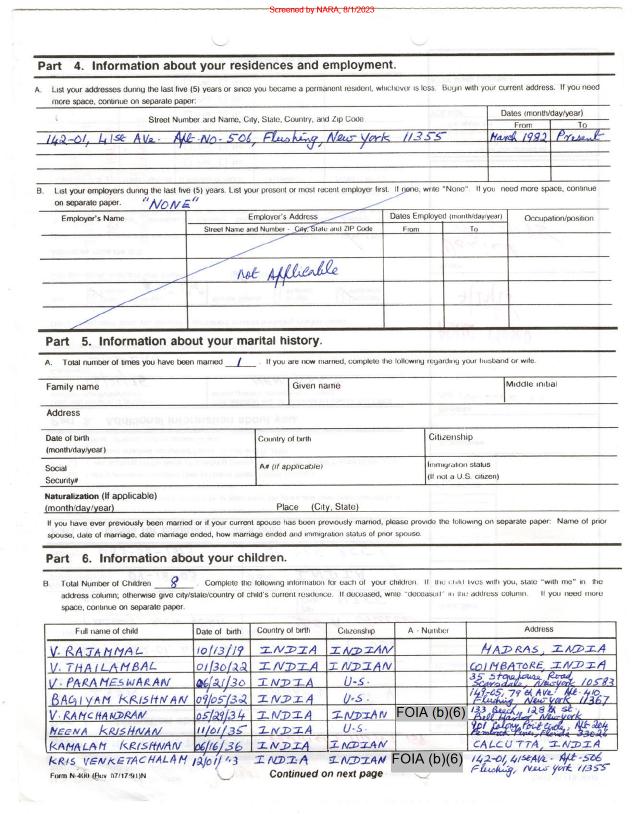 Screened by NARA, 8/1/2023
Part 4. Information about your residences and employment.
A. List your addresses during the last five (5) years or since you became a permanent resident, whichever is less. Begin with your current address. If you need
more space, continue on separate paper:
Street Number and Name, City, State, Country, and Zip Code
Dates (month/day/year)
From To
142-01, 41st Ave. Apt-No-506, Flushing, New York 11355 March 1982 Present
B. List your employers during the last five (5) years. List your present or most recent employer first. If none, write "None". If you need more space, continue
on separate paper. "NONE"
Employer's Name Employer's Address Dates Employed (month/day/year) Occupation/position
Street Name and Number - City, State and ZIP Code From To
Not Applicable
Part 5. Information about your marital history.
A. Total number of times you have been married 1 . If you are now married, complete the following regarding your husband or wife.
Family name Given name Middle initial
Address
Date of birth
(month/day/year) Country of birth Citizenship
Social
Security# A# (if applicable) Immigration status
(If not a U.S. citizen)
Naturalization (If applicable)
(month/day/year) Place (City, State)
If you have ever previously been married or if your current spouse has been previously married, please provide the following on separate paper: Name of prior
spouse, date of marriage, date marriage ended, how marriage ended and immigration status of prior spouse.
Part 6. Information about your children.
B. Total Number of Children 8 . Complete the following information for each of your children. If the child lives with you, state "with me" in the
address column; otherwise give city/state/country of child's current residence. If deceased, write "deceased" in the address column. If you need more
space, continue on separate paper.
Full name of child Date of birth Country of birth Citizenship A - Number Address
V. RAJAMMAL 10/13/19 INDIA INDIAN MADRAS, INDIA
V. THAILAMBAL 01/30/22 INDIA INDIAN COIMBATORE, INDIA
V. PARAMESWARAN 06/21/30 INDIA U-S. 35 Stonehouse Road, Scarsdale, New York 10583
BAGIYAM KRISHNAN 09/05/32 INDIA U-S. 149-05, 79th Ave Apt-410, Flushing New York 11367
V. RAMCHANDRAN 05/29/34 INDIA INDIAN FOIA (b)(6) 133 Beach, 128th St, New York
MEENA KRISHNAN 11/01/35 INDIA U-S. Apt 204 Pembroke Pines, Florida
KAMALAM KRISHNAN 06/16/36 INDIA INDIAN CALCUTTA, INDIA
KRIS VENKETACHALAM INDIA INDIAN FOIA (b)(6) 142-01, 41st Ave - Apt-506
Flushing, New York 11355
Form N-400 (Rev. 07/17/91)N Continued on next page